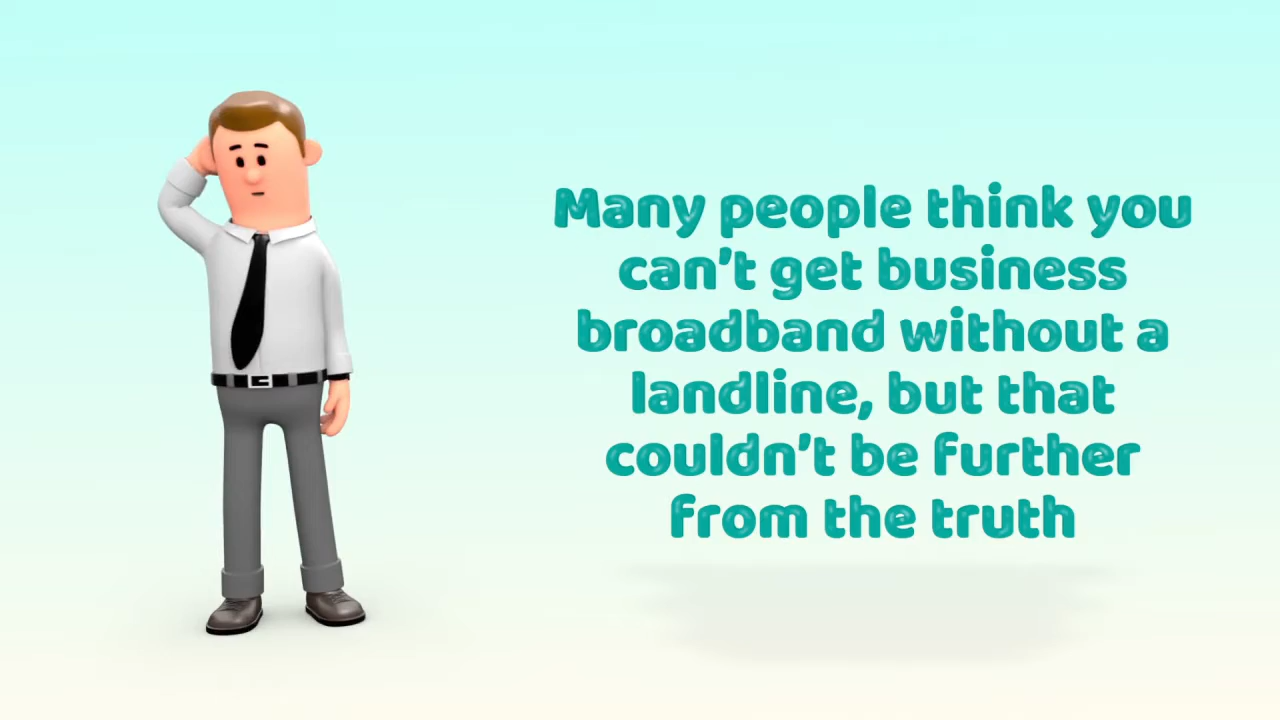 Many people think you
can't get business
broadband without a
landline, but that
couldn't be further
from the truth